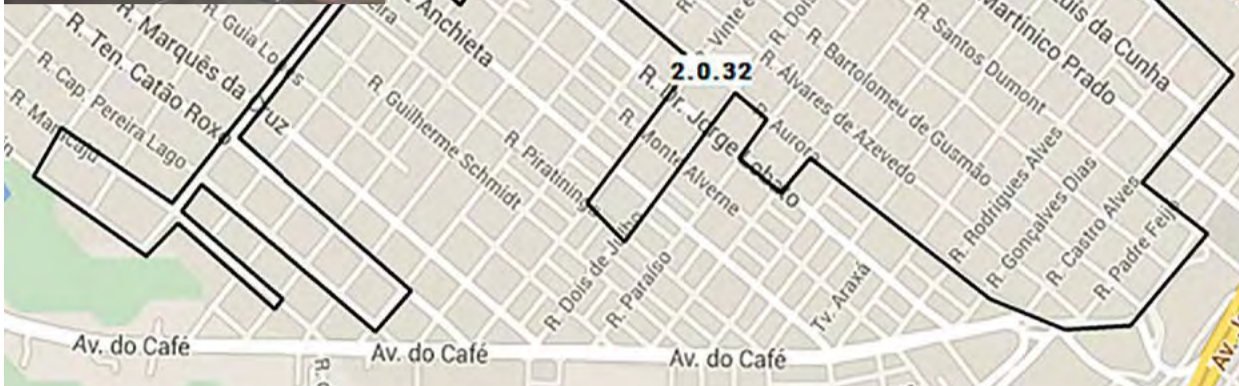 R. Marquês da Cruz
R. Guia Lopes
Anchieta
R. Vinte e
R. Dois
Luís da Cunha
Martinico Prado
R. Santos Dumont
R. Ten. Catão Roxo
R. Cap. Pereira Lago
R. Guilherme Schmidt
2.0.32
R. Dr. Jorge Lobato
R. Álvares de Azevedo
R. Bartolomeu de Gusmão
R. Aurora
R. Monte Alverne
R. Piratininga
R. Rodrigues Alves
R. Gonçalves Dias
R. Castro Alves
R. Padre Feijó
R. Dois de Julho
R. Paraíso
Tv. Araxá
Av. do Café
Av. do Café
Av. do Café